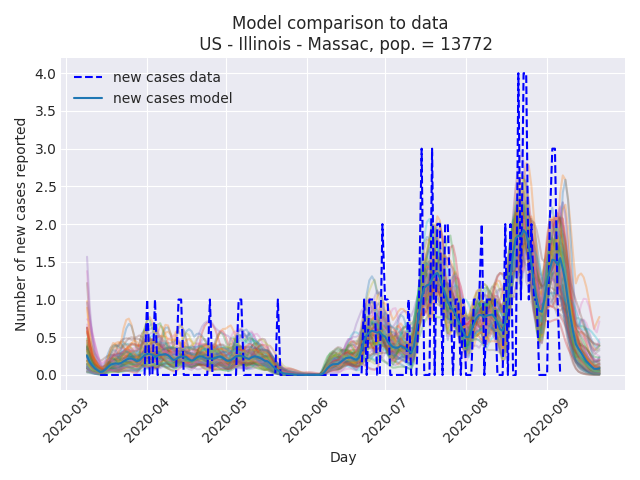 Model comparison to data
US - Illinois - Massac, pop. = 13772
new cases data
new cases model
Number of new cases reported
4.0
3.5
3.0
2.5
2.0
1.5
1.0
0.5
0.0
2020-03
2020-04
2020-05
2020-06
2020-07
2020-08
2020-09
Day